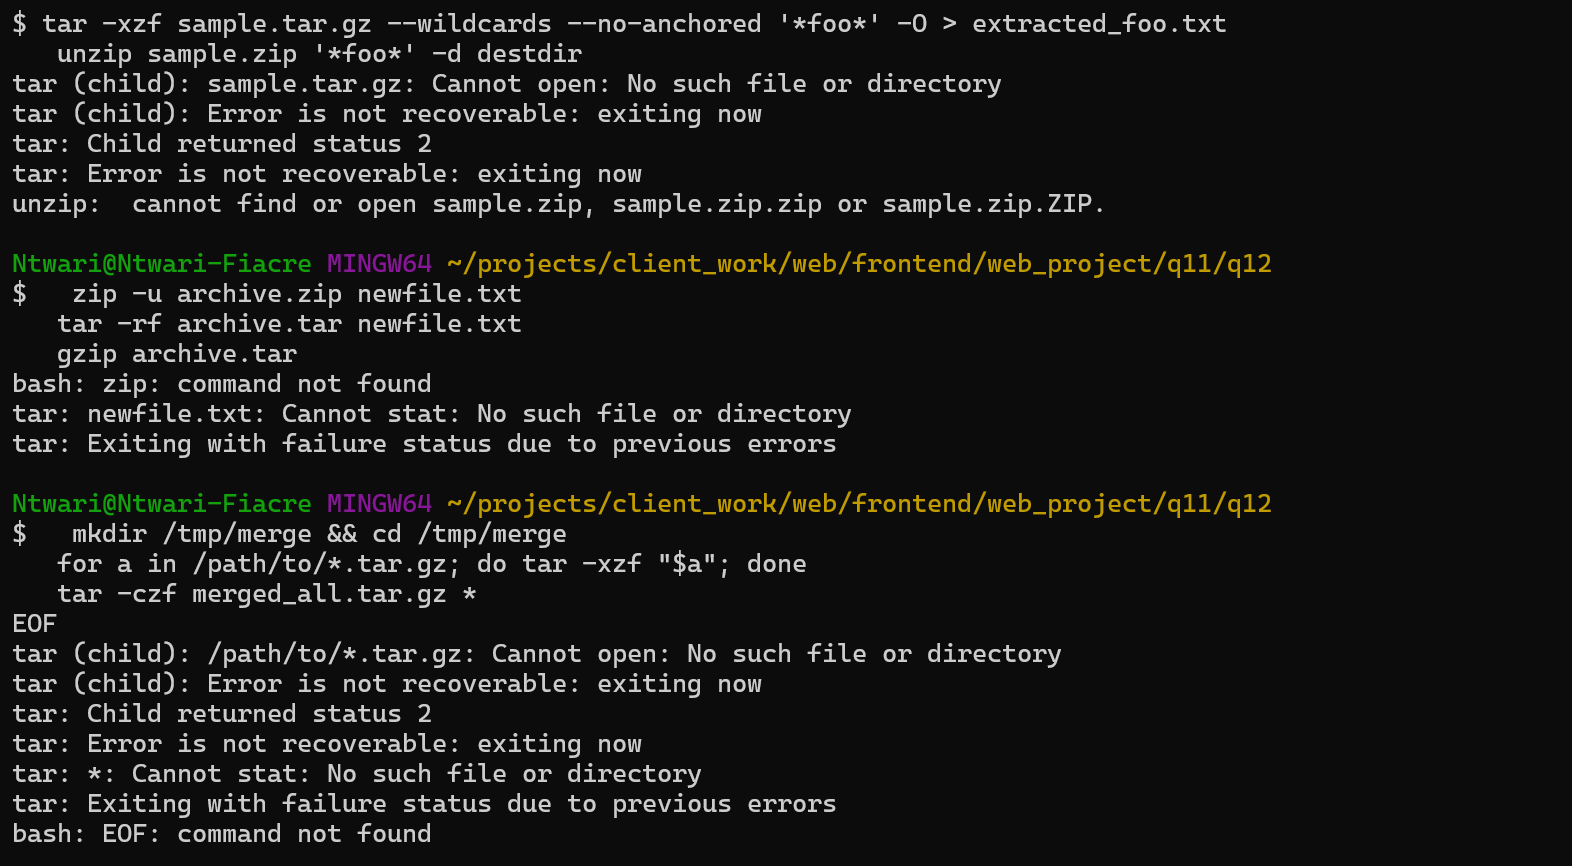 $ tar -xzf sample.tar.gz --wildcards --no-anchored '*foo*' -O > extracted_foo.txt
   unzip sample.zip '*foo*' -d destdir
tar (child): sample.tar.gz: Cannot open: No such file or directory
tar (child): Error is not recoverable: exiting now
tar: Child returned status 2
tar: Error is not recoverable: exiting now
unzip:  cannot find or open sample.zip, sample.zip.zip or sample.zip.ZIP.

Ntwari@Ntwari-Fiacre MINGW64 ~/projects/client_work/web/frontend/web_project/q11/q12
$   zip -u archive.zip newfile.txt
   tar -rf archive.tar newfile.txt
   gzip archive.tar
bash: zip: command not found
tar: newfile.txt: Cannot stat: No such file or directory
tar: Exiting with failure status due to previous errors

Ntwari@Ntwari-Fiacre MINGW64 ~/projects/client_work/web/frontend/web_project/q11/q12
$   mkdir /tmp/merge && cd /tmp/merge
   for a in /path/to/*.tar.gz; do tar -xzf "$a"; done
   tar -czf merged_all.tar.gz *
EOF
tar (child): /path/to/*.tar.gz: Cannot open: No such file or directory
tar (child): Error is not recoverable: exiting now
tar: Child returned status 2
tar: Error is not recoverable: exiting now
tar: *: Cannot stat: No such file or directory
tar: Exiting with failure status due to previous errors
bash: EOF: command not found